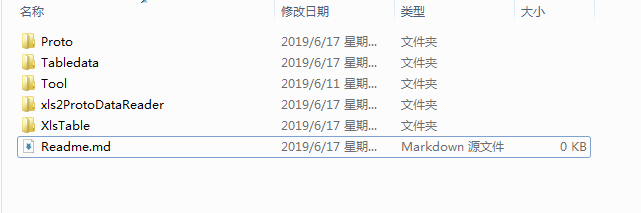 名称 修改日期 类型 大小
Proto 2019/6/17 星期... 文件夹
Tabledata 2019/6/17 星期... 文件夹
Tool 2019/6/11 星期... 文件夹
xls2ProtoDataReader 2019/6/17 星期... 文件夹
XlsTable 2019/6/17 星期... 文件夹
Readme.md 2019/6/17 星期... Markdown 源文件 0 KB